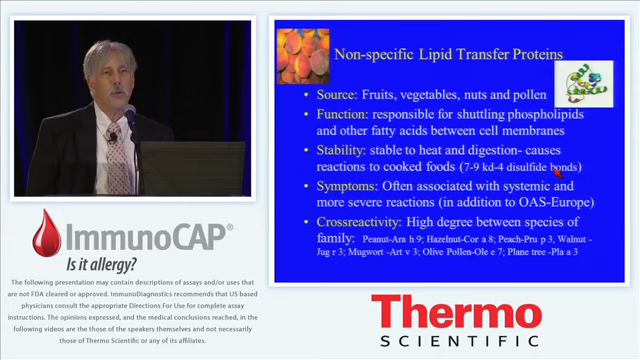 Non-specific Lipid Transfer Proteins
• Source: Fruits, vegetables, nuts and pollen
• Function: responsible for shuttling phospholipids
and other fatty acids between cell membranes
• Stability: stable to heat and digestion- causes
reactions to cooked foods (7-9 kd-4 disulfide bonds)
• Symptoms: Often associated with systemic and
more severe reactions (in addition to OAS-Europe)
• Crossreactivity: High degree between species of
family: Peanut-Ara h 9; Hazelnut-Cor a 8; Peach-Pru p 3, Walnut -
Jug r 3; Mugwort -Art v 3; Olive Pollen-Ole e 7; Plane tree -Pla a 3
ImmunoCAP
Is it allergy?
The following presentation may contain descriptions of assays and/or uses that
are not FDA cleared or approved. ImmunoDiagnostics recommends that US based
physicians consult the appropriate Directions For Use for complete assay
instructions. The opinions expressed, and the medical conclusions reached, in
the following videos are those of the speakers themselves and not necessarily
those of Thermo Scientific or any of its affiliates.
Thermo
SCIENTIFIC